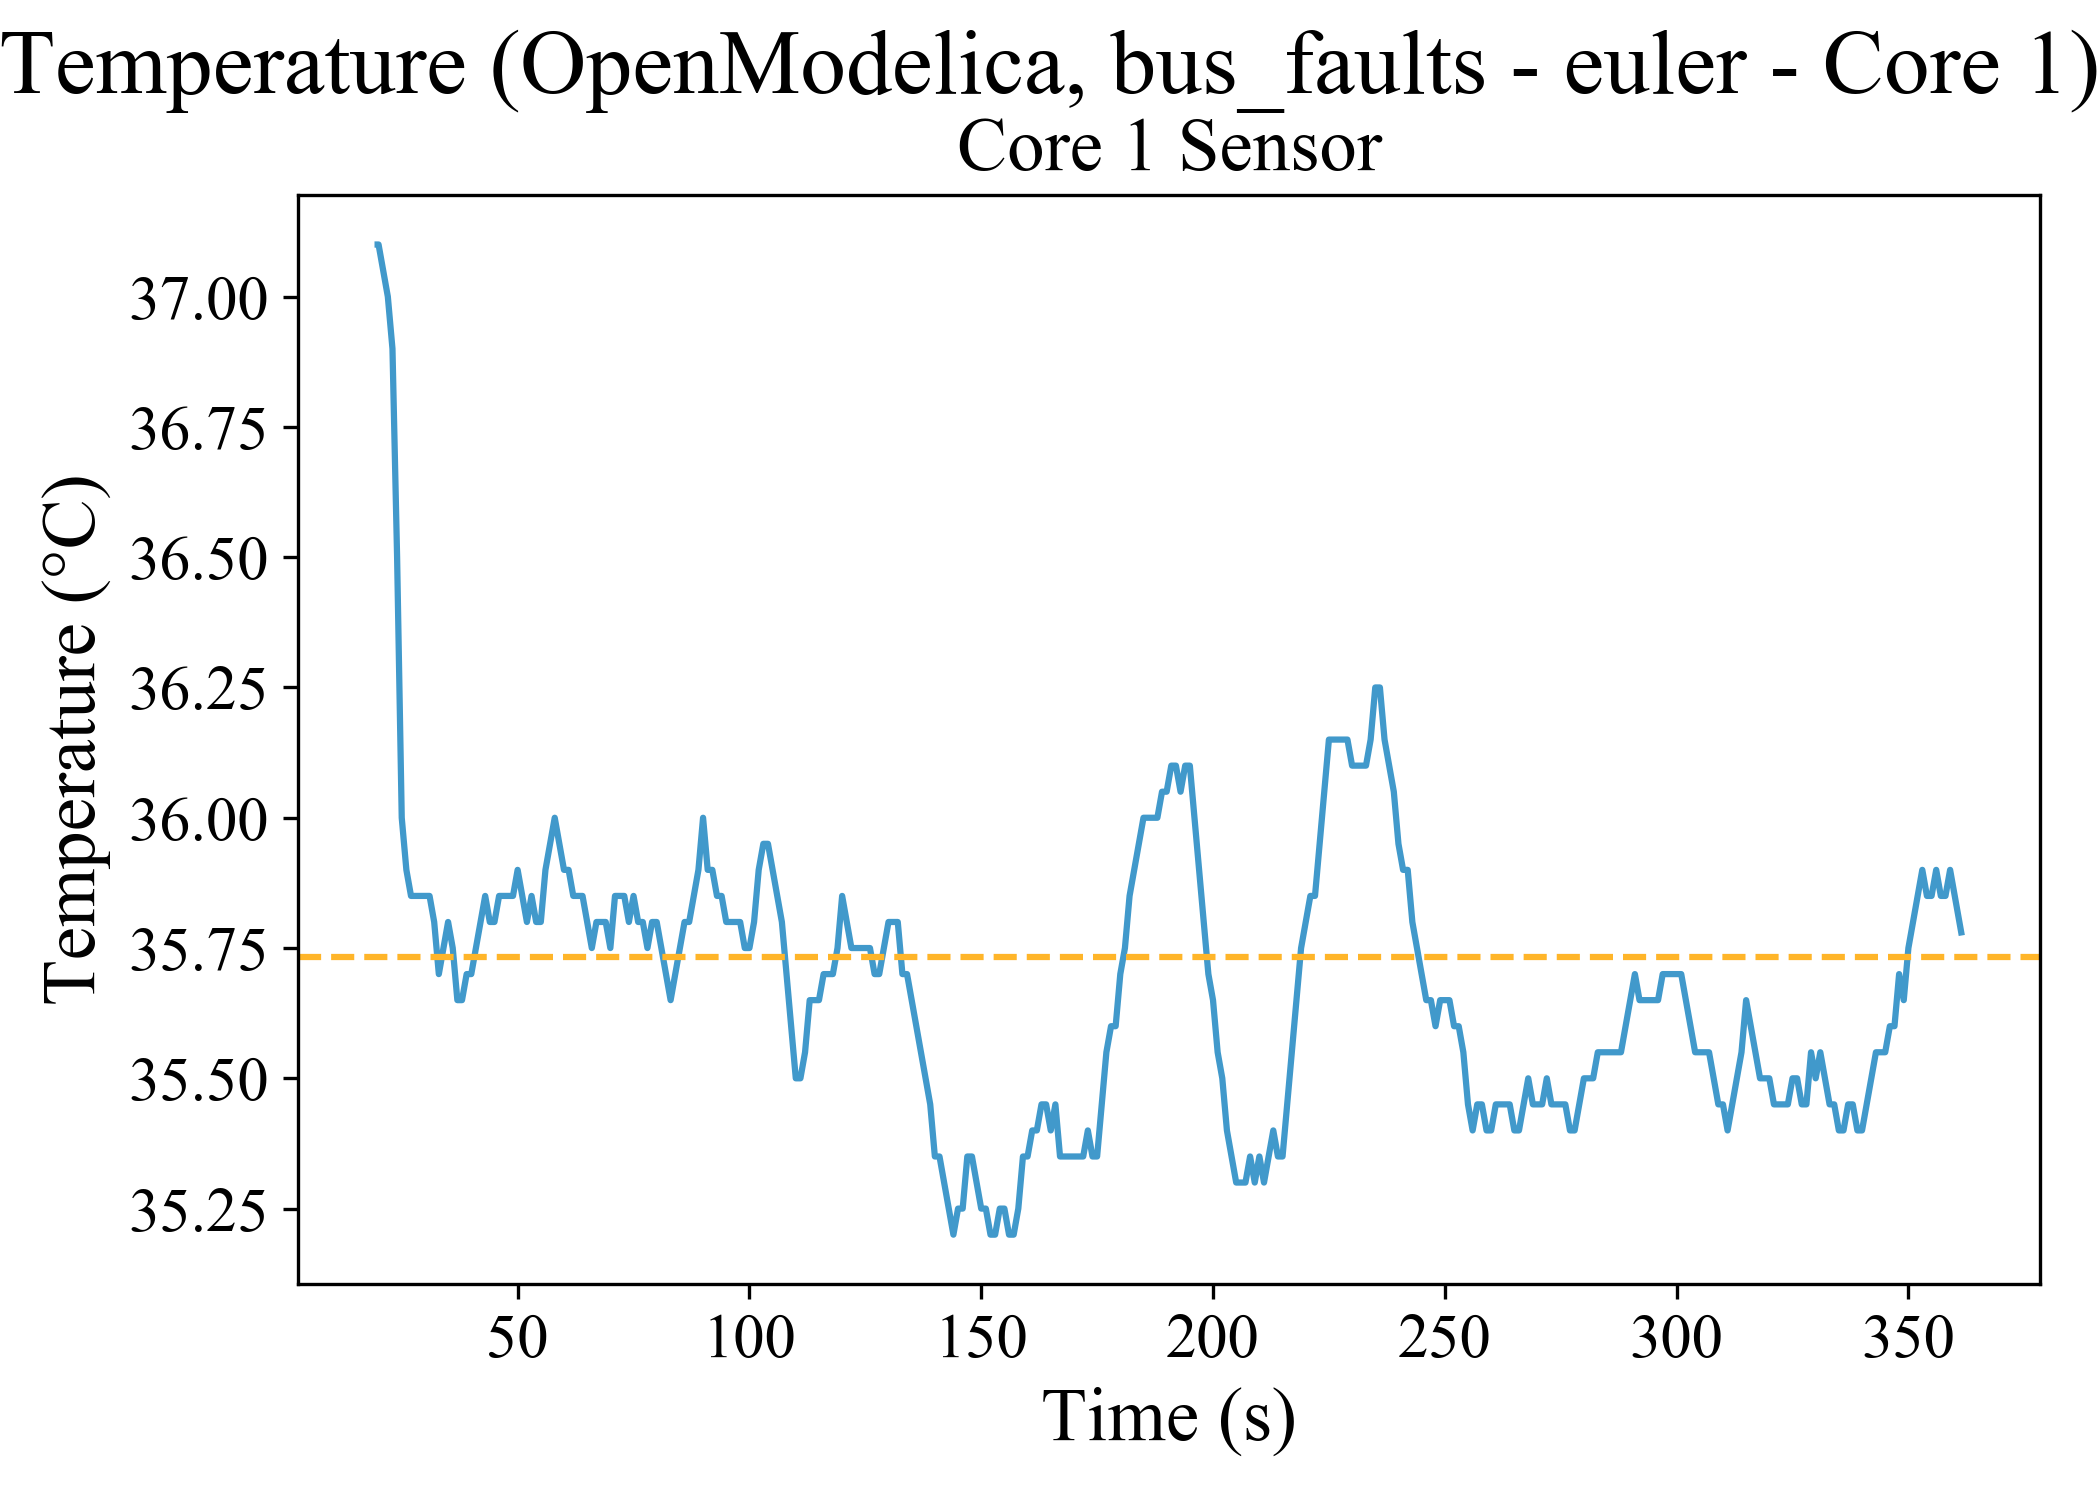 Temperature (OpenModelica, bus_faults - euler - Core 1)
Core 1 Sensor
Temperature (°C)
37.00
36.75
36.50
36.25
36.00
35.75
35.50
35.25
50 100 150 200 250 300 350
Time (s)